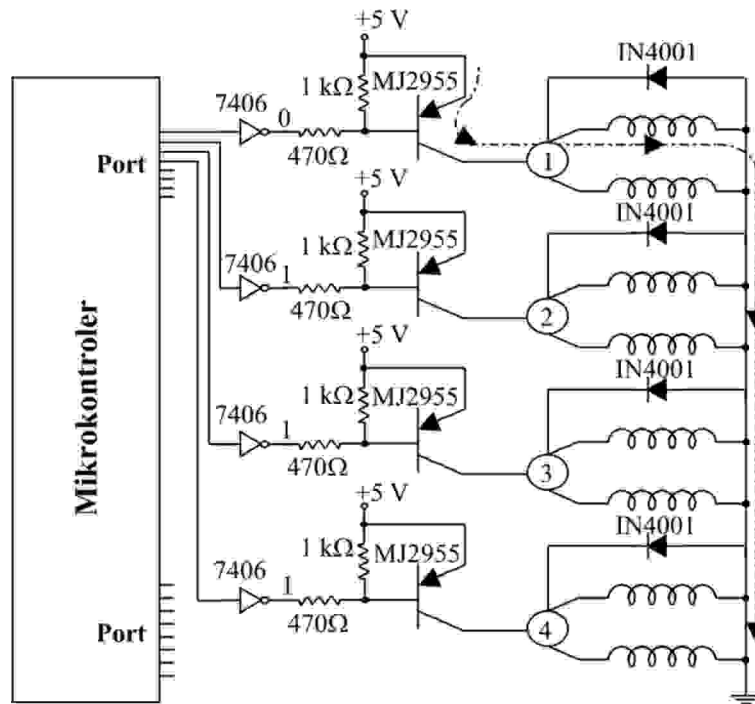 +5 V
IN4001
1 kΩ
MJ2955
7406
0
470Ω
1
Port
+5 V
IN4001
1 kΩ
MJ2955
7406
1
470Ω
2
+5 V
IN4001
1 kΩ
MJ2955
7406
1
470Ω
3
Mikrokontroler
+5 V
IN4001
1 kΩ
MJ2955
7406
1
470Ω
4
Port